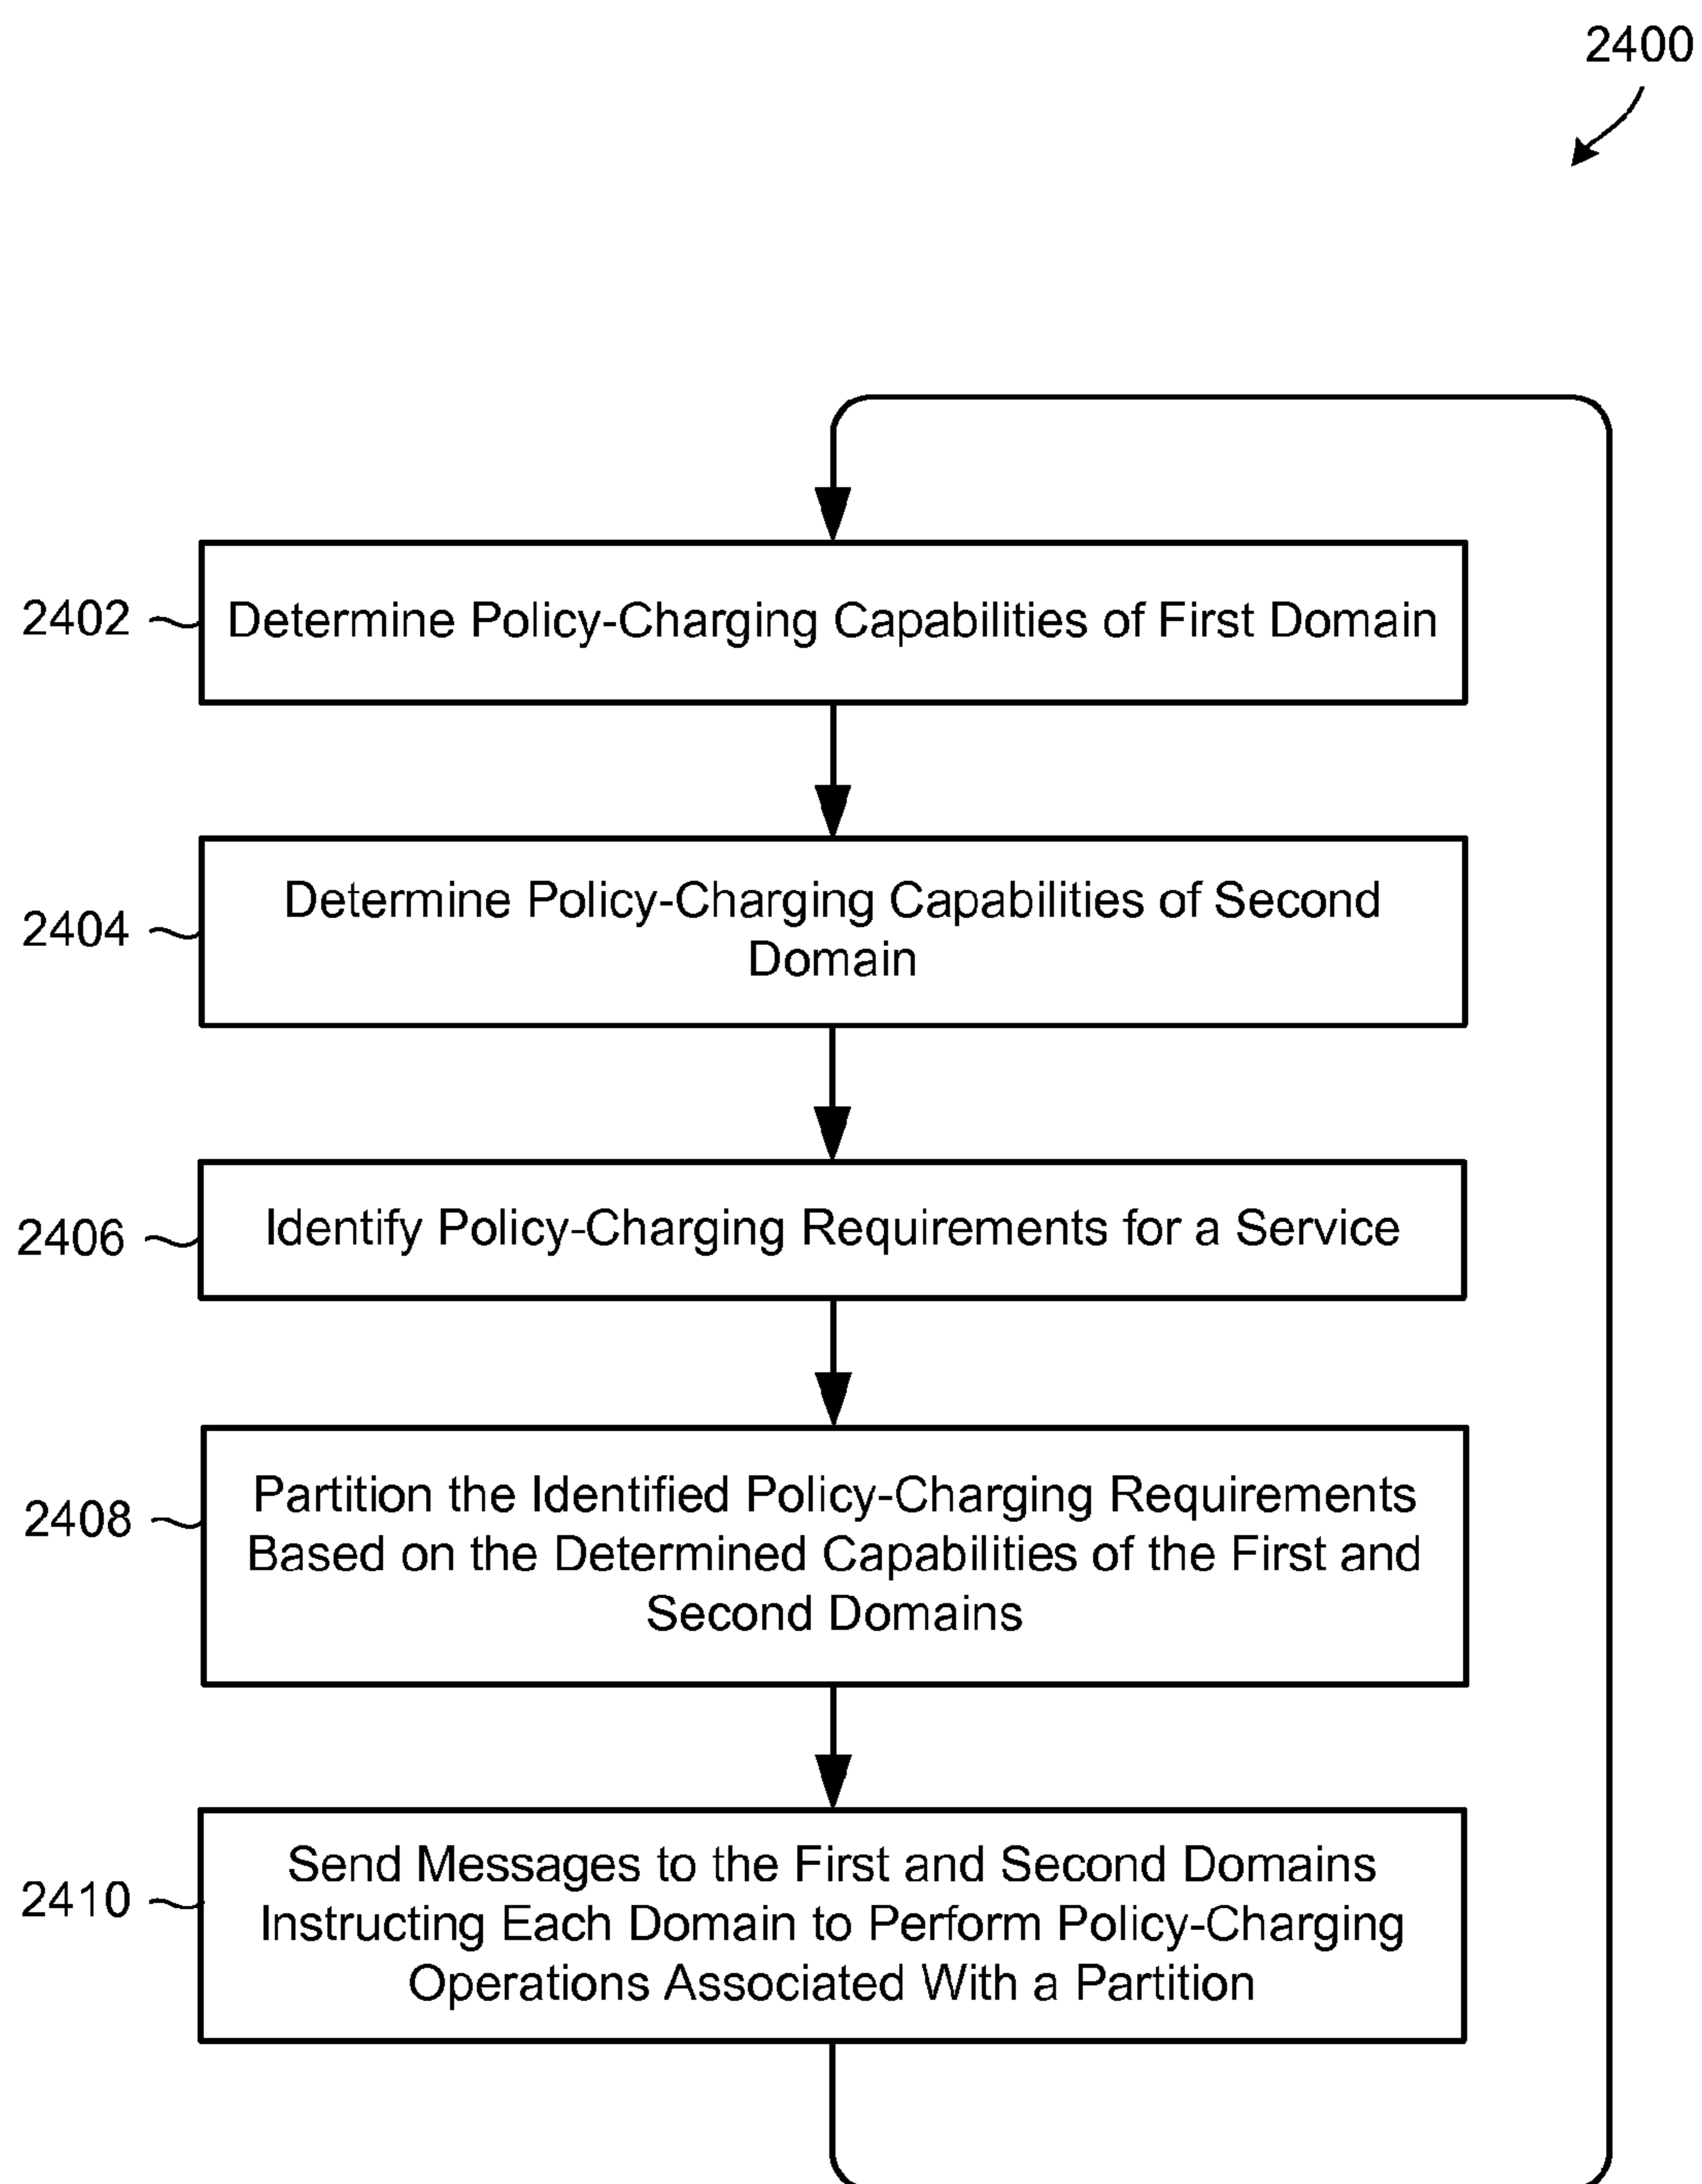 2400
2402
Determine Policy-Charging Capabilities of First Domain
2404
Determine Policy-Charging Capabilities of Second
Domain
2406
Identify Policy-Charging Requirements for a Service
2408
Partition the Identified Policy-Charging Requirements
Based on the Determined Capabilities of the First and
Second Domains
2410
Send Messages to the First and Second Domains
Instructing Each Domain to Perform Policy-Charging
Operations Associated With a Partition